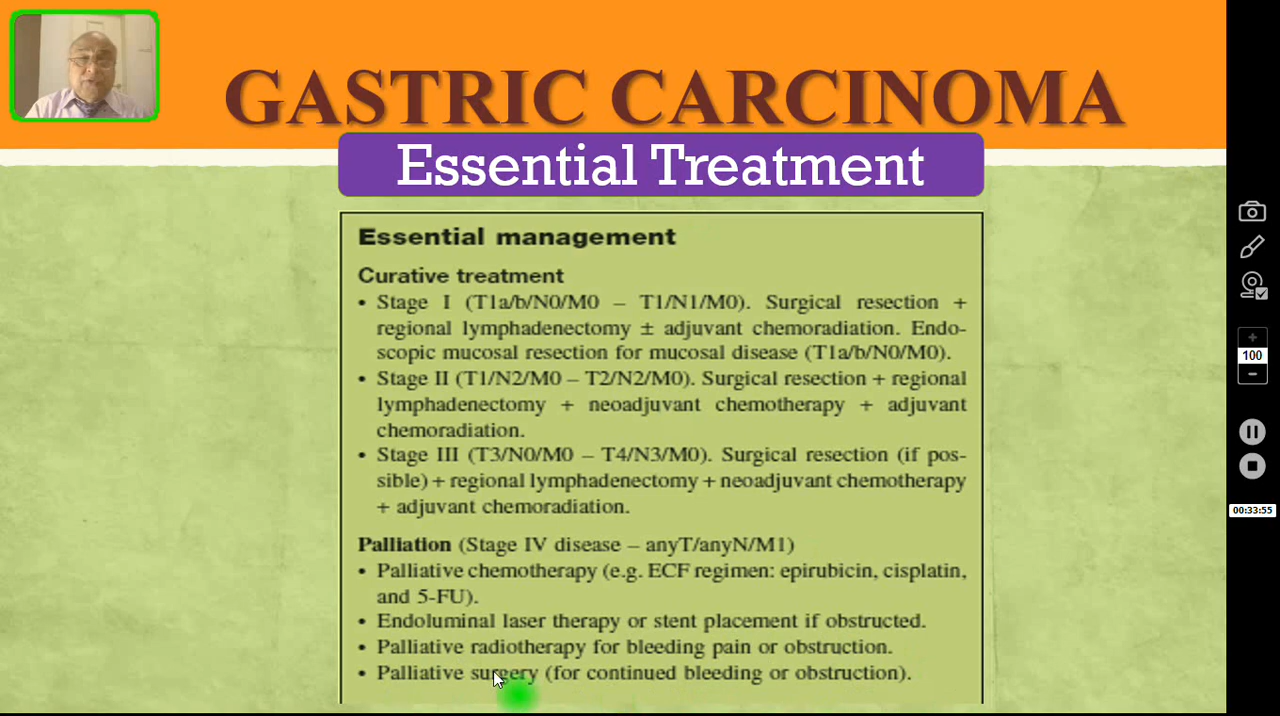 GASTRIC CARCINOMA
Essential Treatment
Essential management
Curative treatment
• Stage I (T1a/b/N0/M0 – T1/N1/M0). Surgical resection +
regional lymphadenectomy ± adjuvant chemoradiation. Endo-
scopic mucosal resection for mucosal disease (T1a/b/N0/M0).
• Stage II (T1/N2/M0 – T2/N2/M0). Surgical resection + regional
lymphadenectomy + neoadjuvant chemotherapy + adjuvant
chemoradiation.
• Stage III (T3/N0/M0 – T4/N3/M0). Surgical resection (if pos-
sible) + regional lymphadenectomy + neoadjuvant chemotherapy
+ adjuvant chemoradiation.
Palliation (Stage IV disease – anyT/anyN/M1)
• Palliative chemotherapy (e.g. ECF regimen: epirubicin, cisplatin,
and 5-FU).
• Endoluminal laser therapy or stent placement if obstructed.
• Palliative radiotherapy for bleeding pain or obstruction.
• Palliative surgery (for continued bleeding or obstruction).
100
00:33:55